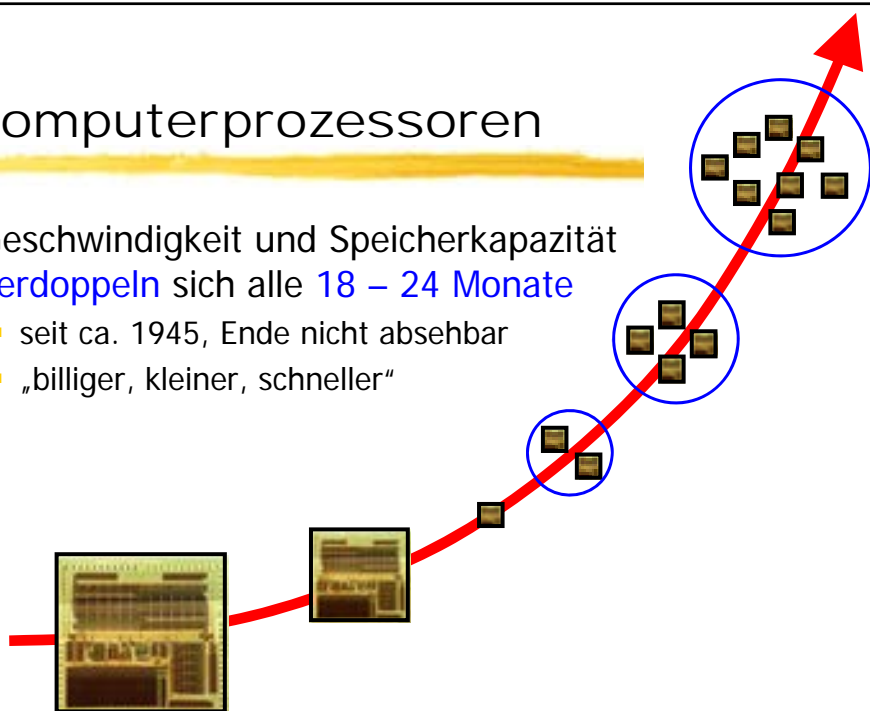 omputerprozessoren
eschwindigkeit und Speicherkapazität
erdoppeln sich alle 18 – 24 Monate
seit ca. 1945, Ende nicht absehbar
„billiger, kleiner, schneller“